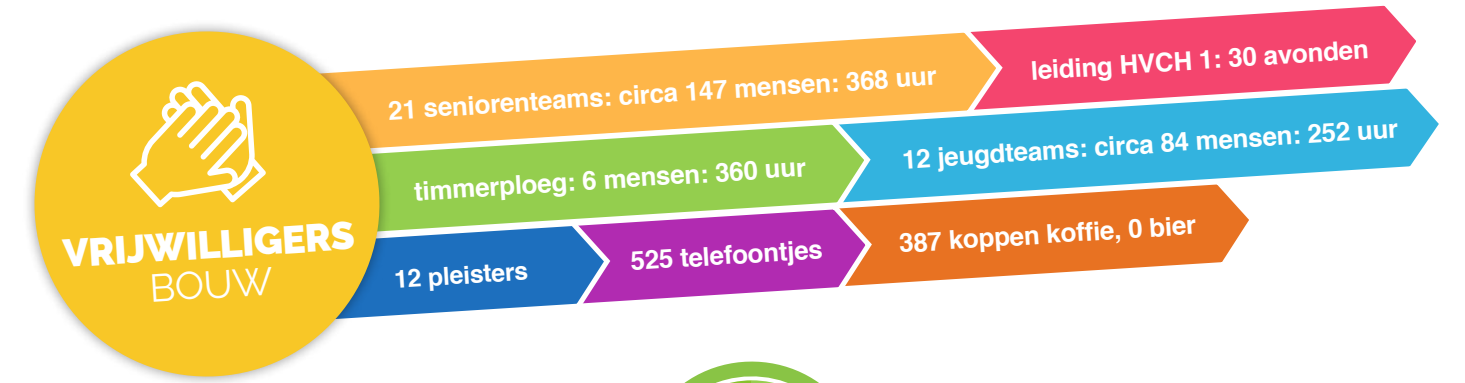 VRIJWILLIGERS
BOUW
21 seniorenteams: circa 147 mensen: 368 uur
leiding HVCH 1: 30 avonden
timmerploeg: 6 mensen: 360 uur
12 jeugdteams: circa 84 mensen: 252 uur
12 pleisters
525 telefoontjes
387 koppen koffie, 0 bier